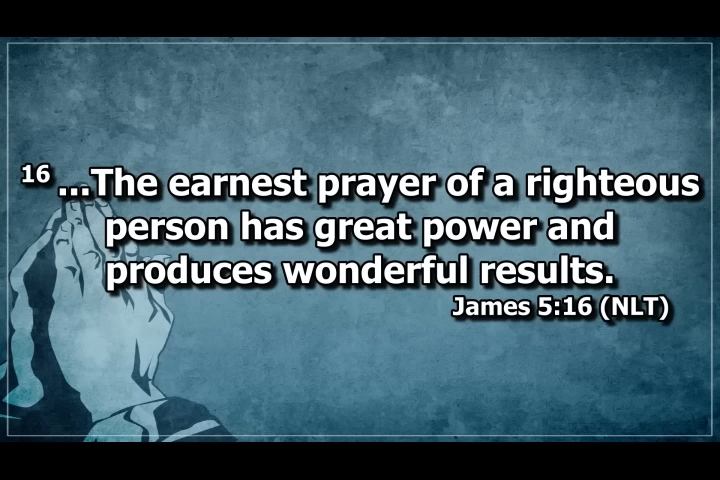 16 ...The earnest prayer of a righteous
person has great power and
produces wonderful results.
James 5:16 (NLT)